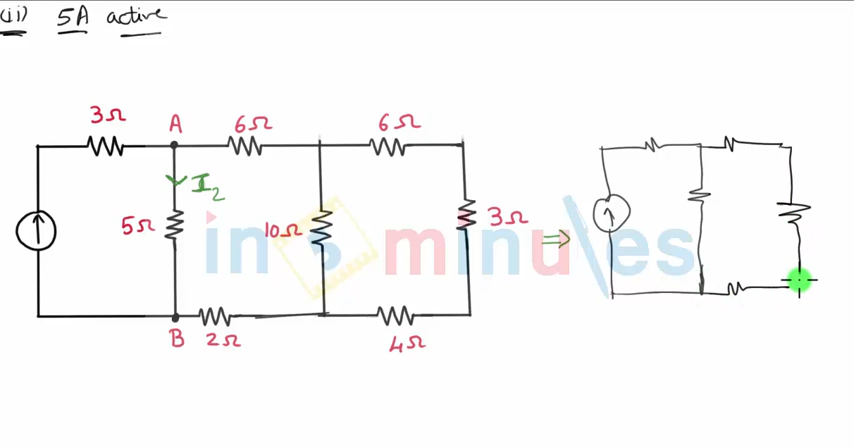 (ii) 5A active
3Ω A 6Ω 6Ω
I₂
5Ω 10Ω 3Ω
in 5 minutes
B 2Ω 4Ω